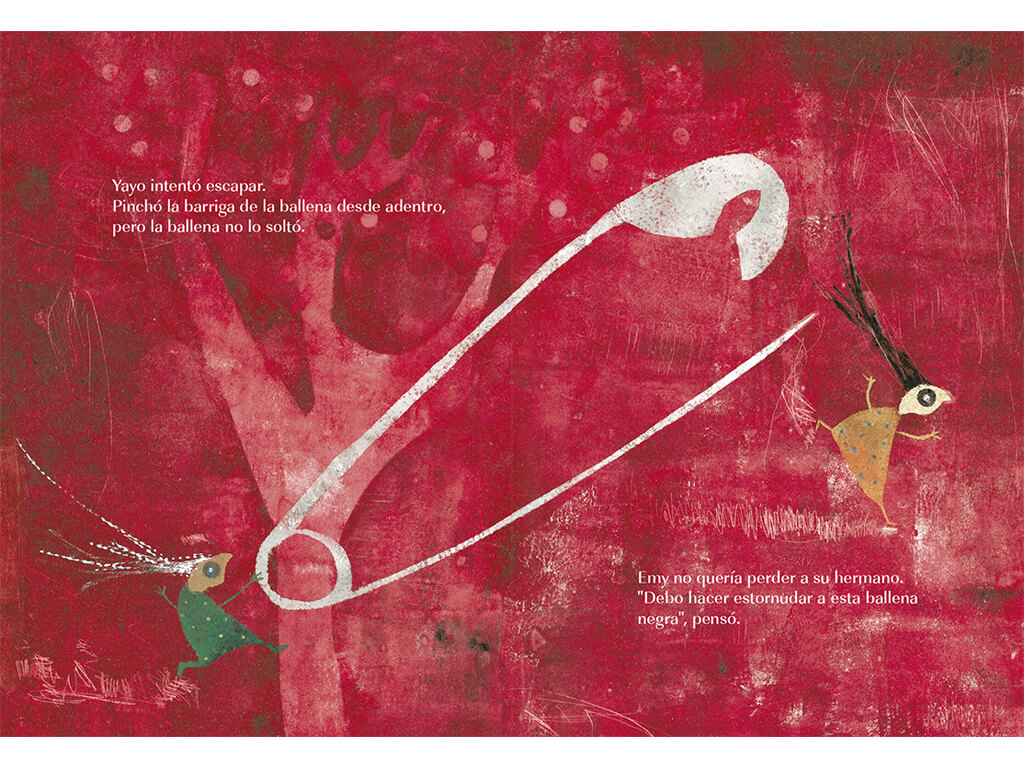 Yayo intentó escapar.
Pinchó la barriga de la ballena desde adentro,
pero la ballena no lo soltó.
Emy no quería perder a su hermano.
"Debo hacer estornudar a esta ballena
negra", pensó.